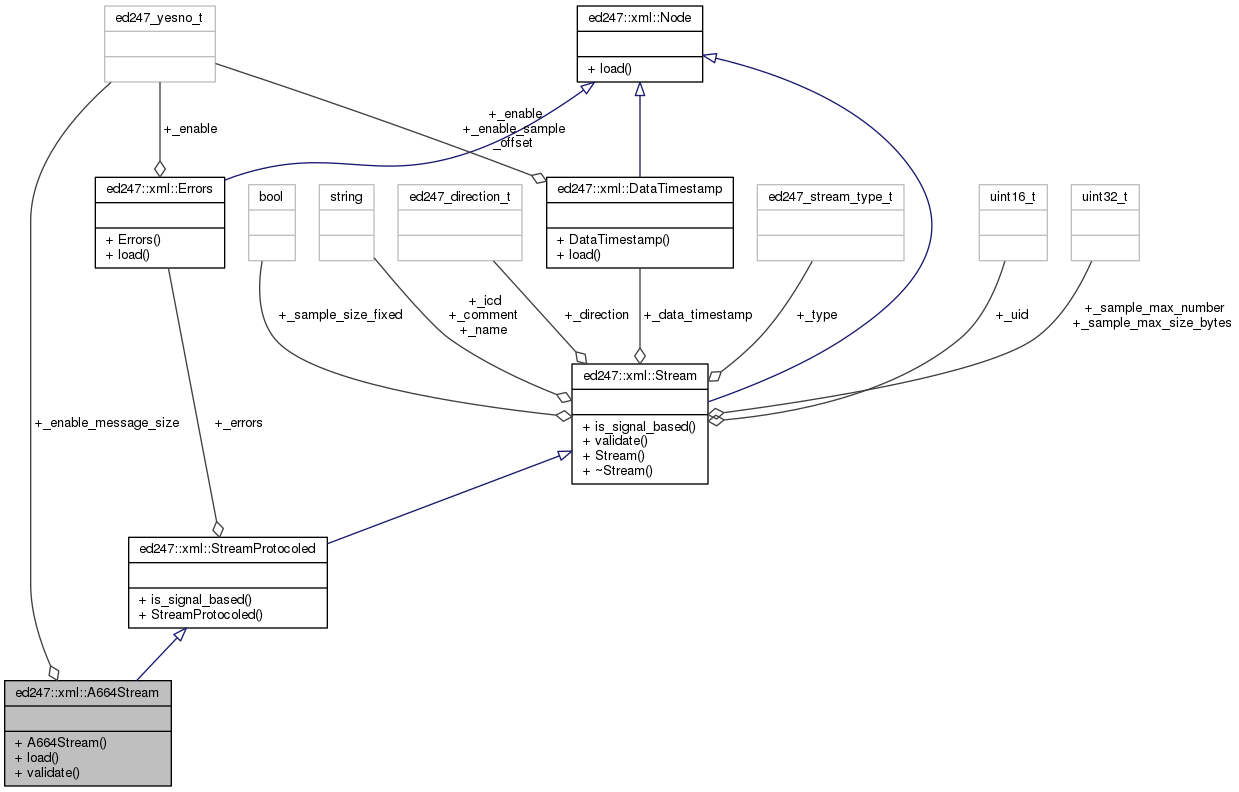 ed247_yesno_t
ed247::xml::Node
+ load()
+_enable
+_enable
+_enable_sample
_offset
ed247::xml::Errors
+ Errors()
+ load()
bool
string
ed247_direction_t
ed247::xml::DataTimestamp
+ DataTimestamp()
+ load()
ed247_stream_type_t
uint16_t
uint32_t
+_sample_size_fixed
+_icd
+_comment
+_name
+_direction
+_data_timestamp
+_type
+_uid
+_sample_max_number
+_sample_max_size_bytes
ed247::xml::Stream
+ is_signal_based()
+ validate()
+ Stream()
+ ~Stream()
+_enable_message_size
+_errors
ed247::xml::StreamProtocoled
+ is_signal_based()
+ StreamProtocoled()
ed247::xml::A664Stream
+ A664Stream()
+ load()
+ validate()